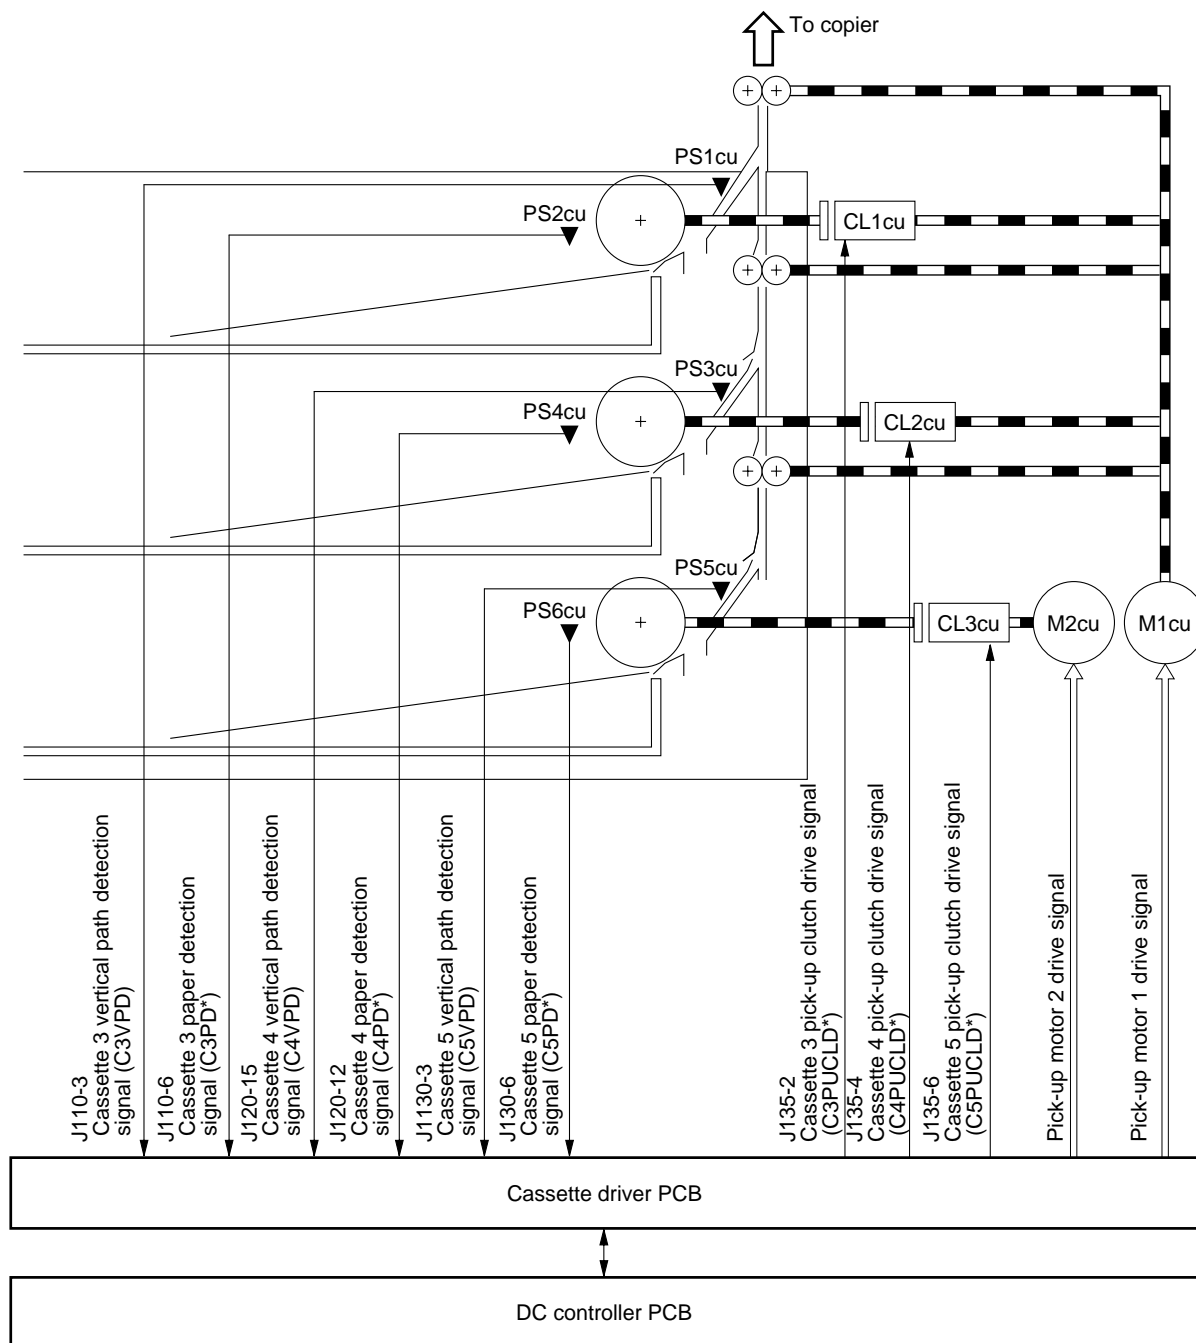 To copier
PS1cu
PS2cu
CL1cu
PS3cu
PS4cu
CL2cu
PS5cu
PS6cu
CL3cu
M2cu
M1cu
J110-3
Cassette 3 vertical path detection
signal (C3VPD)
J110-6
Cassette 3 paper detection
signal (C3PD*)
J120-15
Cassette 4 vertical path detection
signal (C4VPD)
J120-12
Cassette 4 paper detection
signal (C4PD*)
J1130-3
Cassette 5 vertical path detection
signal (C5VPD)
J130-6
Cassette 5 paper detection
signal (C5PD*)
J135-2
Cassette 3 pick-up clutch drive signal
(C3PUCLD*)
J135-4
Cassette 4 pick-up clutch drive signal
(C4PUCLD*)
J135-6
Cassette 5 pick-up clutch drive signal
(C5PUCLD*)
Pick-up motor 2 drive signal
Pick-up motor 1 drive signal
Cassette driver PCB
DC controller PCB